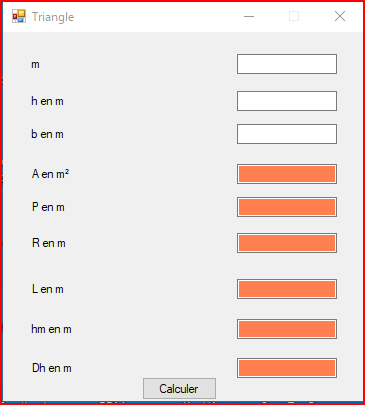 Triangle
m
h en m
b en m
A en m²
P en m
R en m
L en m
hm en m
Dh en m
Calculer